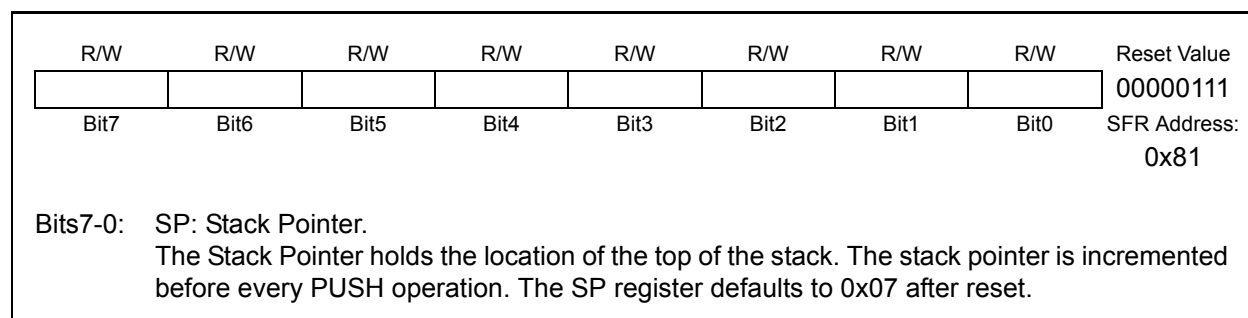 R/W R/W R/W R/W R/W R/W R/W R/W Reset Value
00000111
Bit7 Bit6 Bit5 Bit4 Bit3 Bit2 Bit1 Bit0 SFR Address:
0x81
Bits7-0: SP: Stack Pointer.
The Stack Pointer holds the location of the top of the stack. The stack pointer is incremented
before every PUSH operation. The SP register defaults to 0x07 after reset.